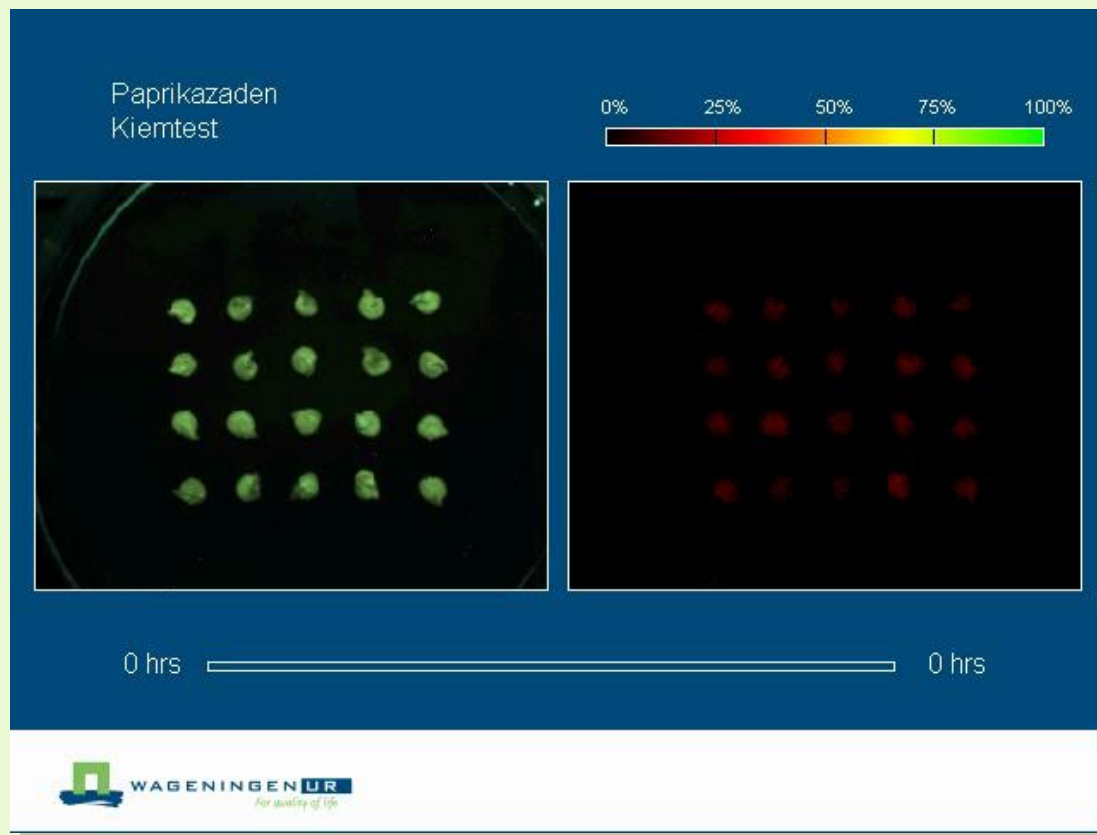 Paprikazaden
Kiemtest
0% 25% 50% 75% 100%
0 hrs 0 hrs
WAGENINGEN UR
For quality of life